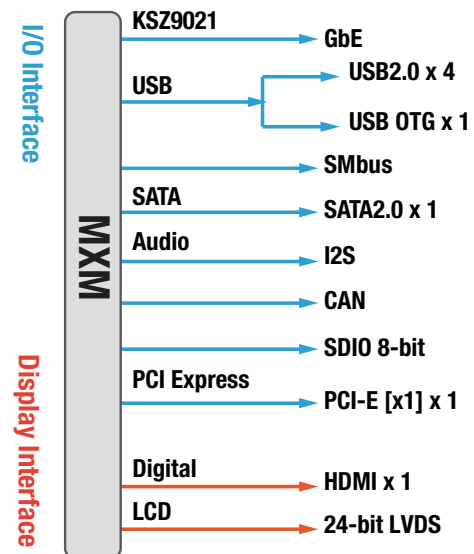 I/O Interface
Display Interface
MXM
KSZ9021
GbE
USB
USB2.0 x 4
USB OTG x 1
SMbus
SATA
SATA2.0 x 1
Audio
I2S
CAN
SDIO 8-bit
PCI Express
PCI-E [x1] x 1
Digital
HDMI x 1
LCD
24-bit LVDS